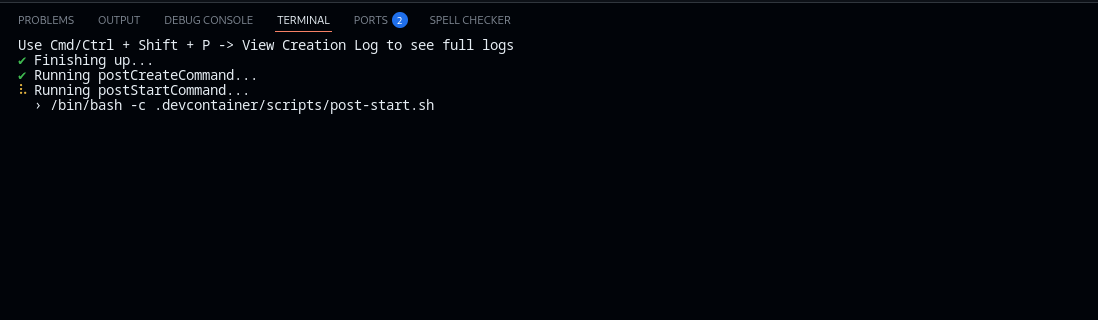 PROBLEMS OUTPUT DEBUG CONSOLE TERMINAL PORTS 2 SPELL CHECKER
Use Cmd/Ctrl + Shift + P -> View Creation Log to see full logs
✔ Finishing up...
✔ Running postCreateCommand...
⠧ Running postStartCommand...
› /bin/bash -c .devcontainer/scripts/post-start.sh